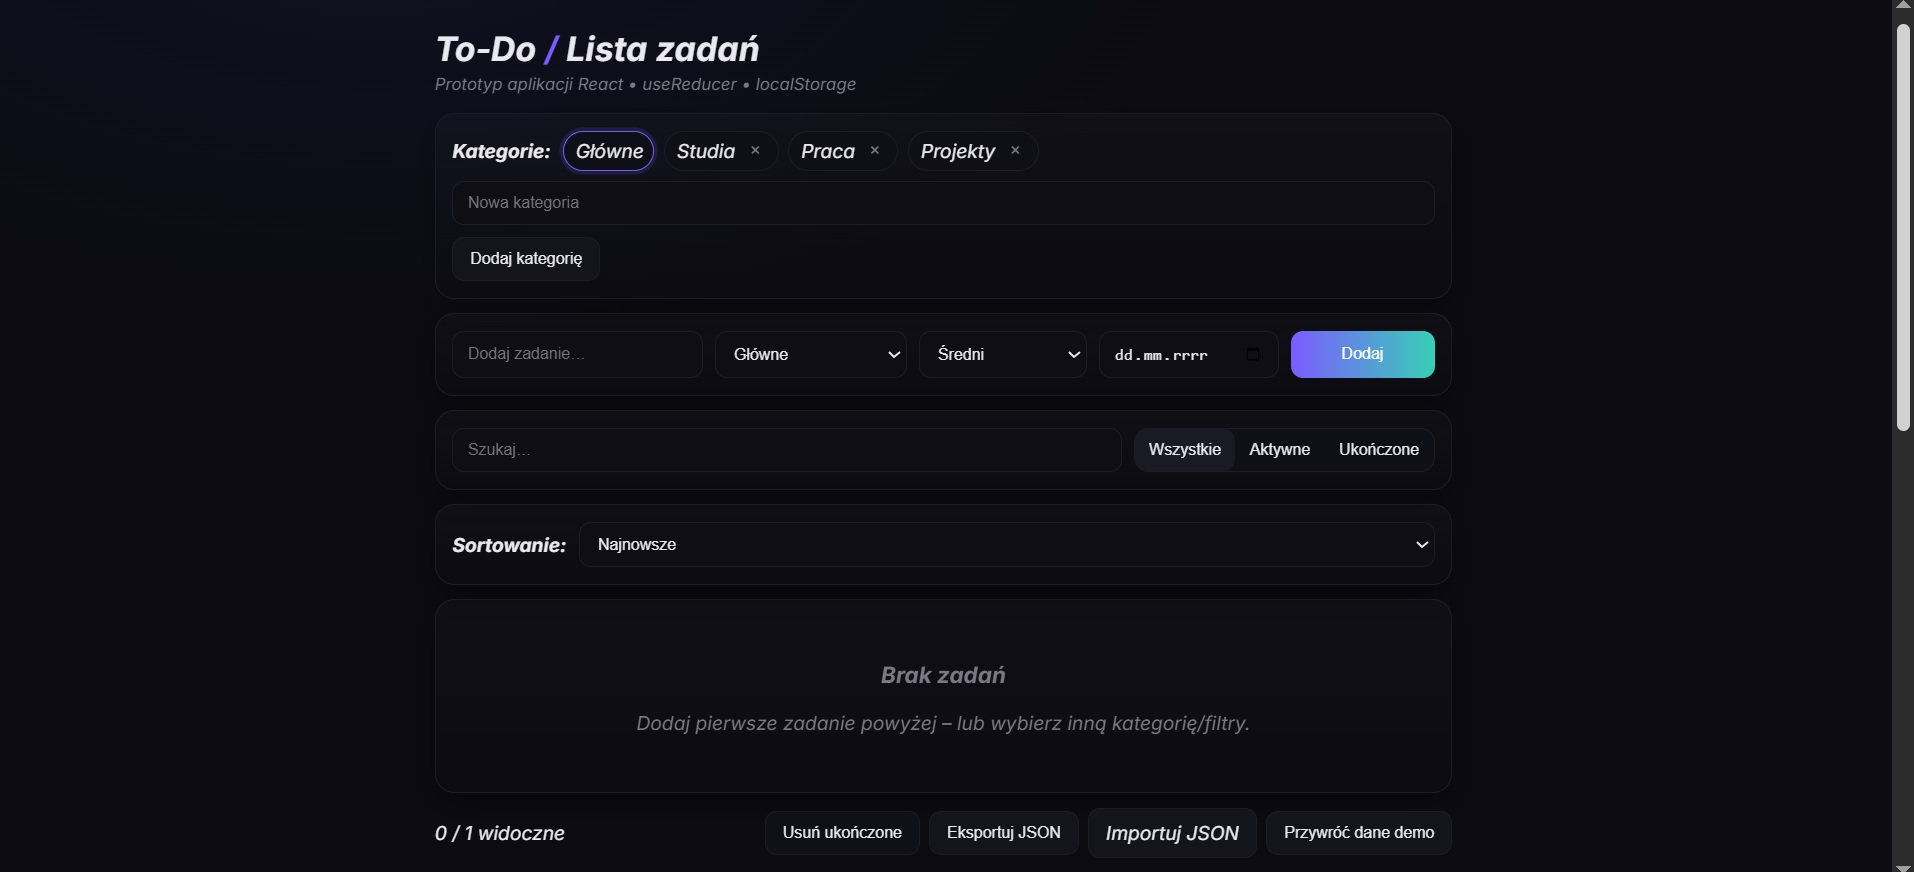 To-Do / Lista zadań
Prototyp aplikacji React • useReducer • localStorage
Kategorie: Główne Studia × Praca × Projekty ×
Nowa kategoria
Dodaj kategorię
Dodaj zadanie... Główne Średni dd.mm.rrrr Dodaj
Szukaj... Wszystkie Aktywne Ukończone
Sortowanie: Najnowsze
Brak zadań
Dodaj pierwsze zadanie powyżej – lub wybierz inną kategorię/filtry.
0 / 1 widoczne Usuń ukończone Eksportuj JSON Importuj JSON Przywróć dane demo